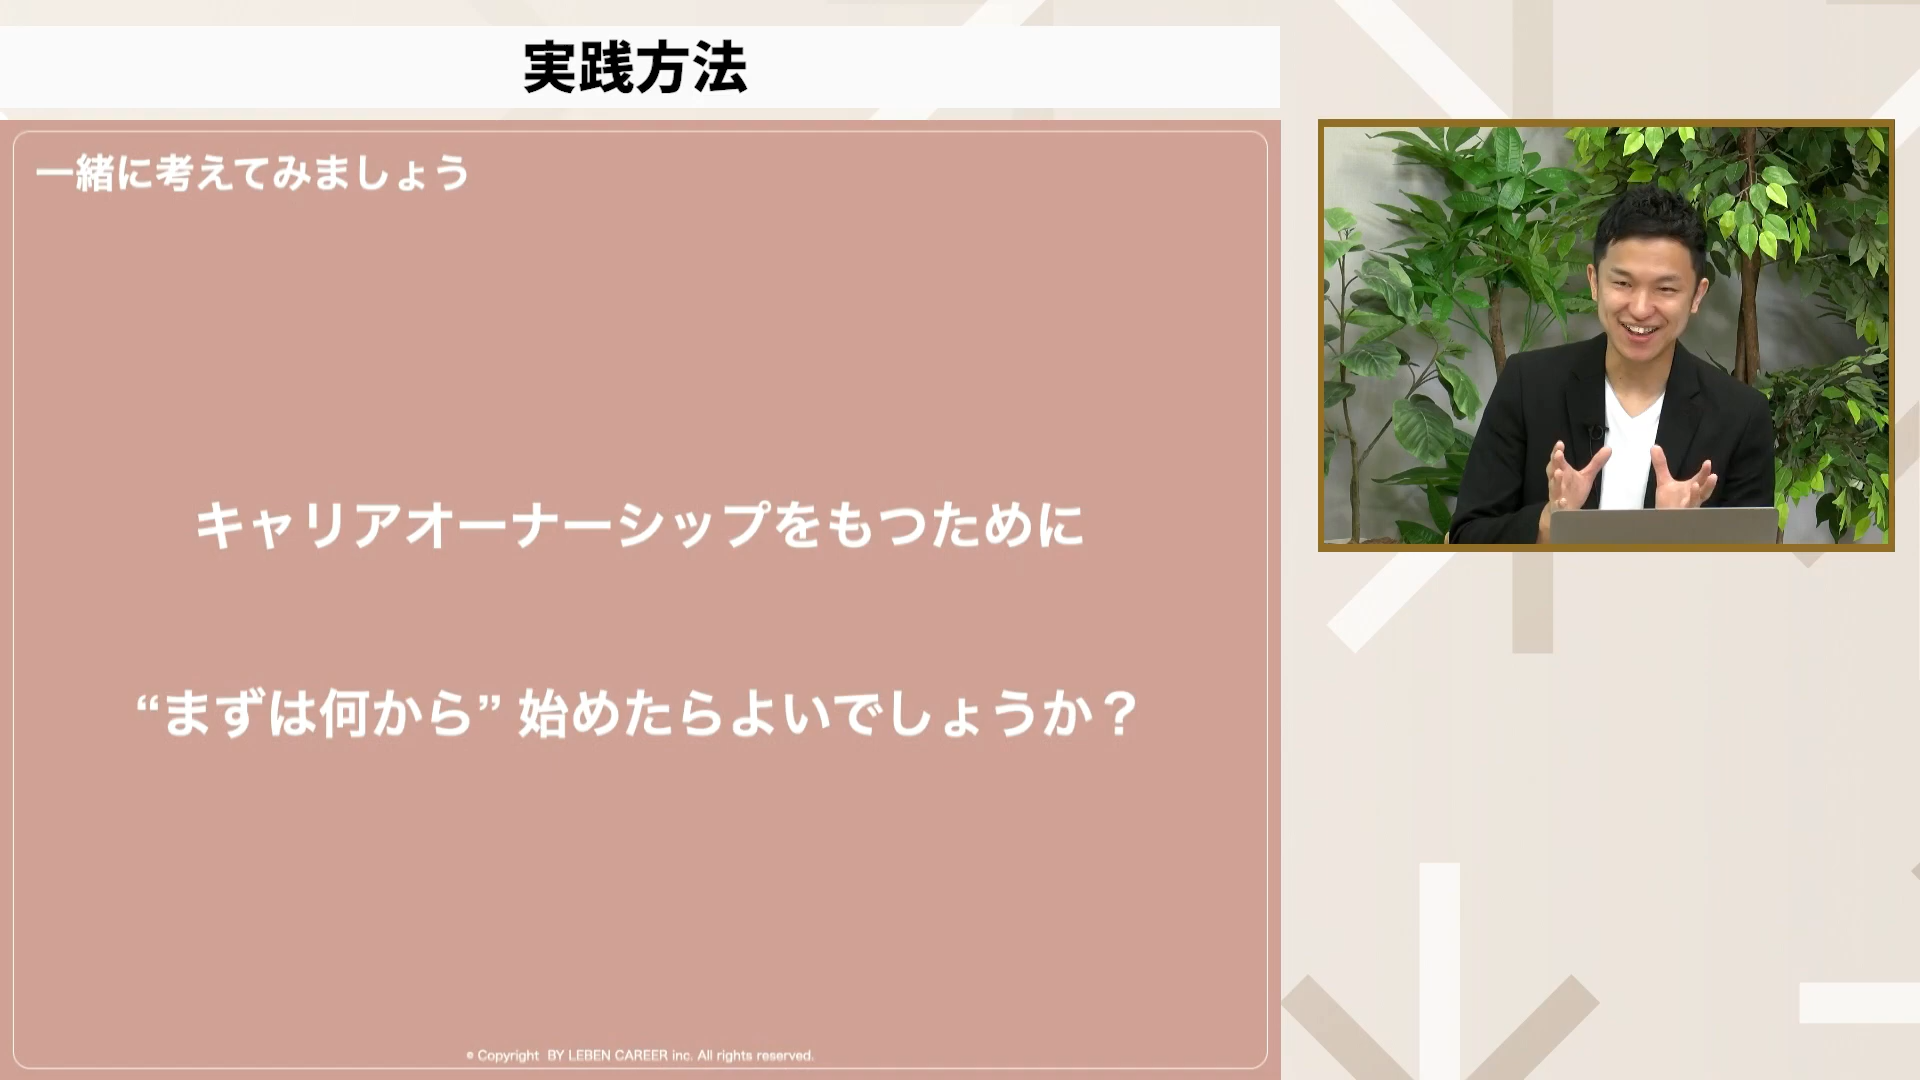 実践方法
一緒に考えてみましょう
キャリアオーナーシップをもつために
“まずは何から” 始めたらよいでしょうか？
© Copyright BY LEBEN CAREER inc. All rights reserved.